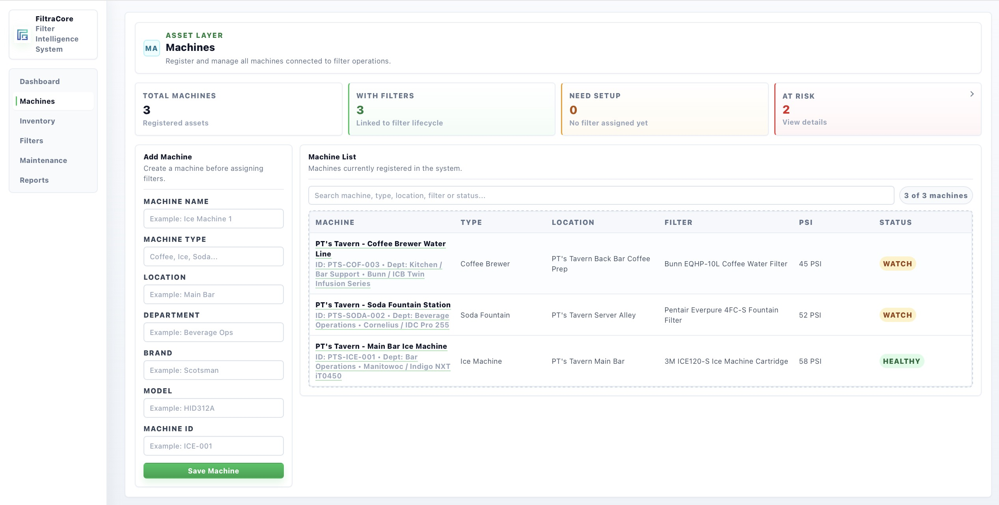 FiltraCore
Filter
Intelligence
System
Dashboard
Machines
Inventory
Filters
Maintenance
Reports
MA
ASSET LAYER
Machines
Register and manage all machines connected to filter operations.
TOTAL MACHINES
3
Registered assets
WITH FILTERS
3
Linked to filter lifecycle
NEED SETUP
0
No filter assigned yet
AT RISK
2
View details
Add Machine
Create a machine before assigning
filters.
MACHINE NAME
Example: Ice Machine 1
MACHINE TYPE
Coffee, Ice, Soda...
LOCATION
Example: Main Bar
DEPARTMENT
Example: Beverage Ops
BRAND
Example: Scotsman
MODEL
Example: HID312A
MACHINE ID
Example: ICE-001
Save Machine
Machine List
Machines currently registered in the system.
Search machine, type, location, filter or status...
3 of 3 machines
MACHINE TYPE LOCATION FILTER PSI STATUS
PT's Tavern - Coffee Brewer Water
Line
ID: PTS-COF-003 • Dept: Kitchen /
Bar Support • Bunn / ICB Twin
Infusion Series
Coffee Brewer
PT's Tavern Back Bar Coffee
Prep
Bunn EQHP-10L Coffee Water Filter
45 PSI
WATCH
PT's Tavern - Soda Fountain Station
ID: PTS-SODA-002 • Dept: Beverage
Operations • Cornelius / IDC Pro 255
Soda Fountain
PT's Tavern Server Alley
Pentair Everpure 4FC-S Fountain
Filter
52 PSI
WATCH
PT's Tavern - Main Bar Ice Machine
ID: PTS-ICE-001 • Dept: Bar
Operations • Manitowoc / Indigo NXT
iT0450
Ice Machine
PT's Tavern Main Bar
3M ICE120-S Ice Machine Cartridge
58 PSI
HEALTHY